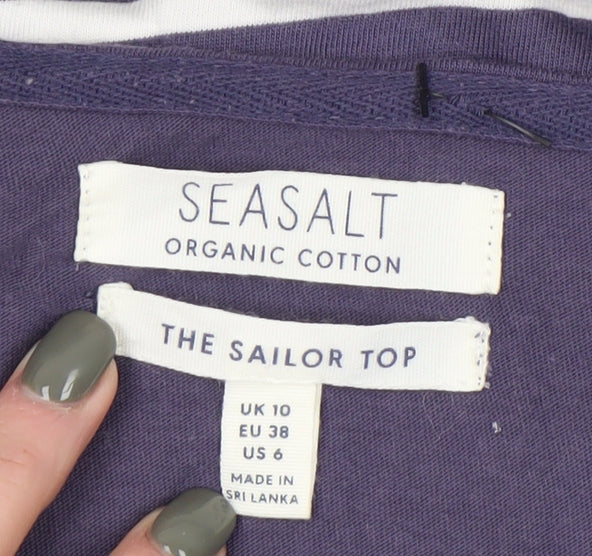 SEASALT
ORGANIC COTTON
THE SAILOR TOP
UK 10
EU 38
US 6
MADE IN
SRI LANKA